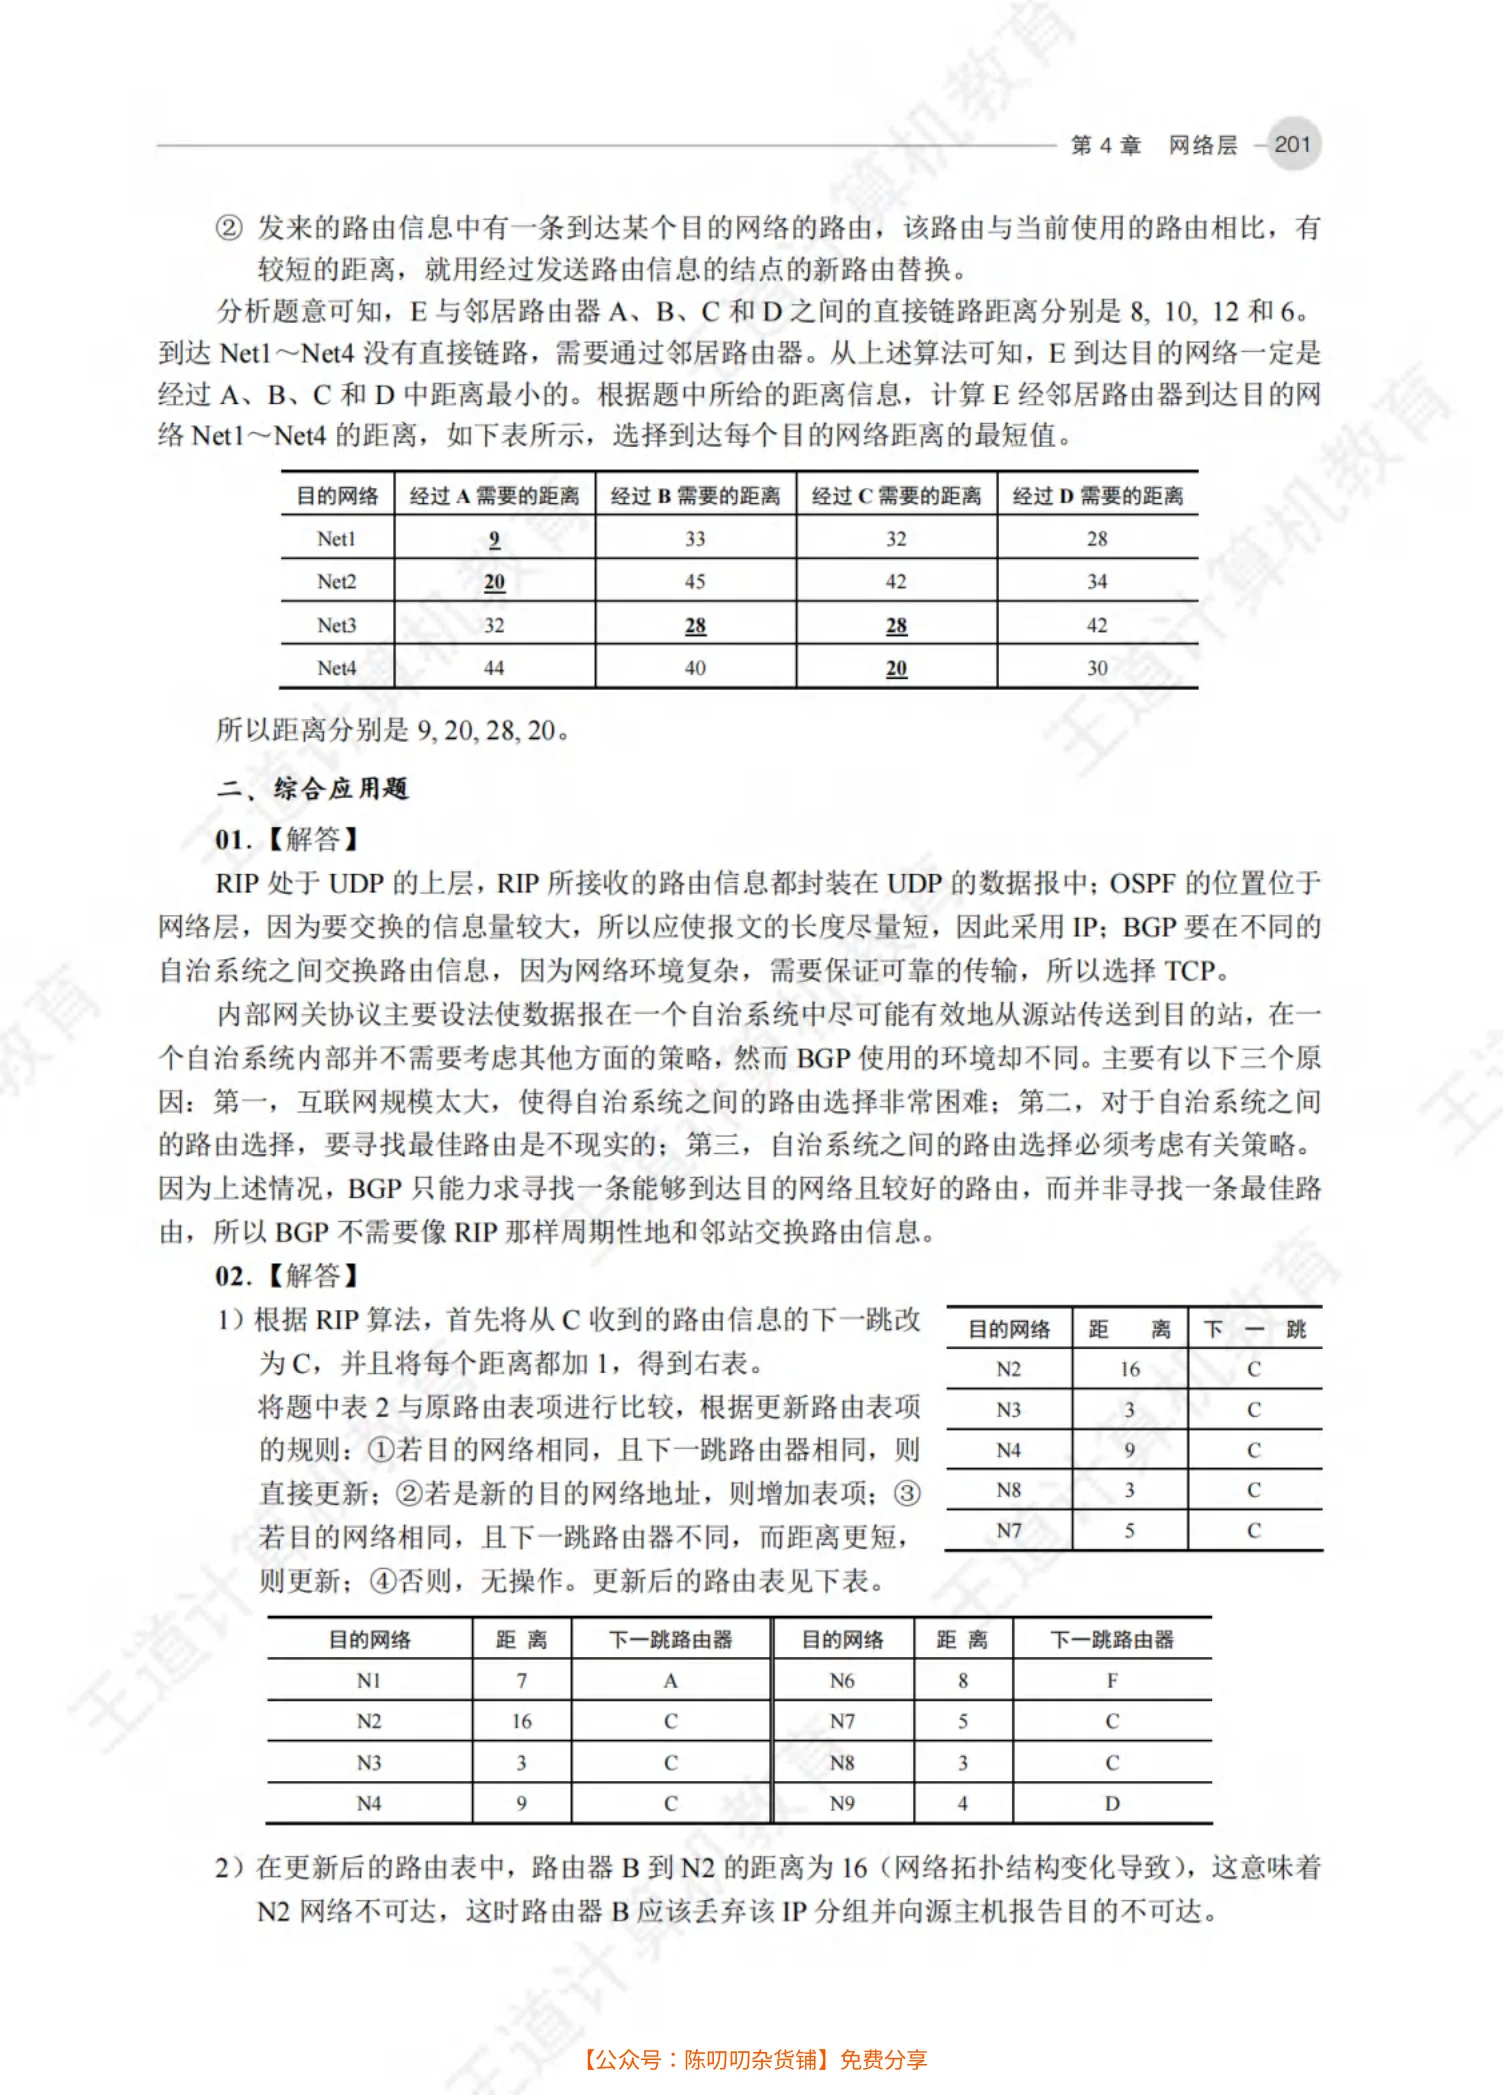 第 4 章　网络层　201
② 发来的路由信息中有一条到达某个目的网络的路由，该路由与当前使用的路由相比，有
较短的距离，就用经过发送路由信息的结点的新路由替换。
分析题意可知，E 与邻居路由器 A、B、C 和 D 之间的直接链路距离分别是 8, 10, 12 和 6。
到达 Net1～Net4 没有直接链路，需要通过邻居路由器。从上述算法可知，E 到达目的网络一定是
经过 A、B、C 和 D 中距离最小的。根据题中所给的距离信息，计算 E 经邻居路由器到达目的网
络 Net1～Net4 的距离，如下表所示，选择到达每个目的网络距离的最短值。
目的网络 经过 A 需要的距离 经过 B 需要的距离 经过 C 需要的距离 经过 D 需要的距离
Net1 9 33 32 28
Net2 20 45 42 34
Net3 32 28 28 42
Net4 44 40 20 30
所以距离分别是 9, 20, 28, 20。
二、综合应用题
01.【解答】
RIP 处于 UDP 的上层，RIP 所接收的路由信息都封装在 UDP 的数据报中；OSPF 的位置位于
网络层，因为要交换的信息量较大，所以应使报文的长度尽量短，因此采用 IP；BGP 要在不同的
自治系统之间交换路由信息，因为网络环境复杂，需要保证可靠的传输，所以选择 TCP。
内部网关协议主要设法使数据报在一个自治系统中尽可能有效地从源站传送到目的站，在一
个自治系统内部并不需要考虑其他方面的策略，然而 BGP 使用的环境却不同。主要有以下三个原
因：第一，互联网规模太大，使得自治系统之间的路由选择非常困难；第二，对于自治系统之间
的路由选择，要寻找最佳路由是不现实的；第三，自治系统之间的路由选择必须考虑有关策略。
因为上述情况，BGP 只能力求寻找一条能够到达目的网络且较好的路由，而并非寻找一条最佳路
由，所以 BGP 不需要像 RIP 那样周期性地和邻站交换路由信息。
02.【解答】
1）根据 RIP 算法，首先将从 C 收到的路由信息的下一跳改
为 C，并且将每个距离都加 1，得到右表。
将题中表 2 与原路由表项进行比较，根据更新路由表项
的规则：①若目的网络相同，且下一跳路由器相同，则
直接更新；②若是新的目的网络地址，则增加表项；③
若目的网络相同，且下一跳路由器不同，而距离更短，
则更新；④否则，无操作。更新后的路由表见下表。
目的网络 距 离 下 一 跳
N2 16 C
N3 3 C
N4 9 C
N8 3 C
N7 5 C
目的网络 距 离 下一跳路由器 目的网络 距 离 下一跳路由器
N1 7 A N6 8 F
N2 16 C N7 5 C
N3 3 C N8 3 C
N4 9 C N9 4 D
2）在更新后的路由表中，路由器 B 到 N2 的距离为 16（网络拓扑结构变化导致），这意味着
N2 网络不可达，这时路由器 B 应该丢弃该 IP 分组并向源主机报告目的不可达。
【公众号：陈叨叨杂货铺】免费分享
王道计算机教育